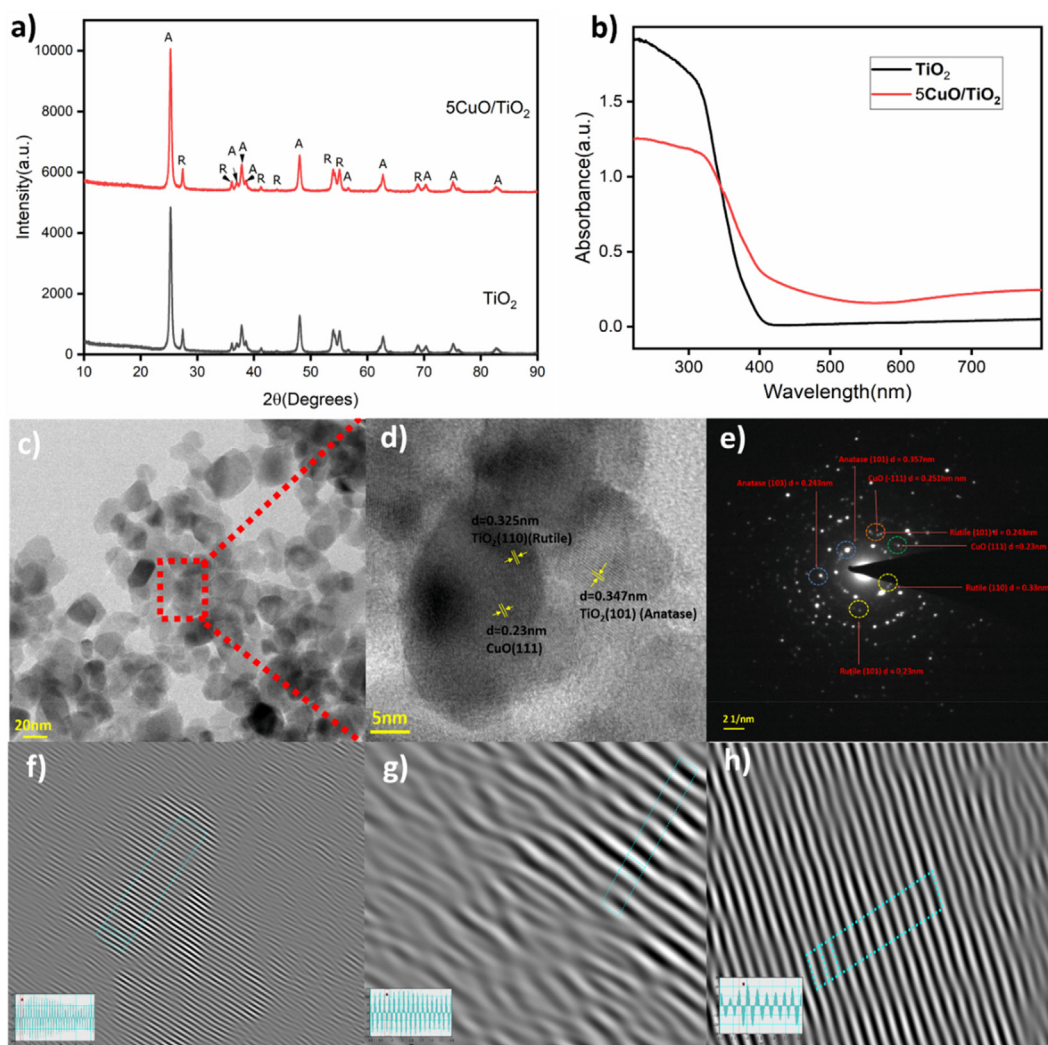 a)
10000
8000
6000
4000
2000
0
Intensity(a.u.)
A
R
R
A
A
A
R
R
A
R
R
A
A
R
A
A
A
5CuO/TiO₂
TiO₂
10 20 30 40 50 60 70 80 90
2θ(Degrees)
b)
TiO₂
5CuO/TiO₂
1.5
1.0
0.5
0.0
Absorbance(a.u.)
300 400 500 600 700
Wavelength(nm)
c)
20nm
d)
d=0.325nm
TiO₂(110)(Rutile)
d=0.347nm
TiO₂(101) (Anatase)
d=0.23nm
CuO(111)
5nm
e)
Anatase (101) d = 0.357nm
Anatase (103) d = 0.243nm
CuO (-111) d = 0.251nm nm
Rutile (101) d = 0.243nm
CuO (111) d =0.23nm
Rutile (110) d = 0.33nm
Rutile (101) d = 0.23nm
2 1/nm
f)
g)
h)